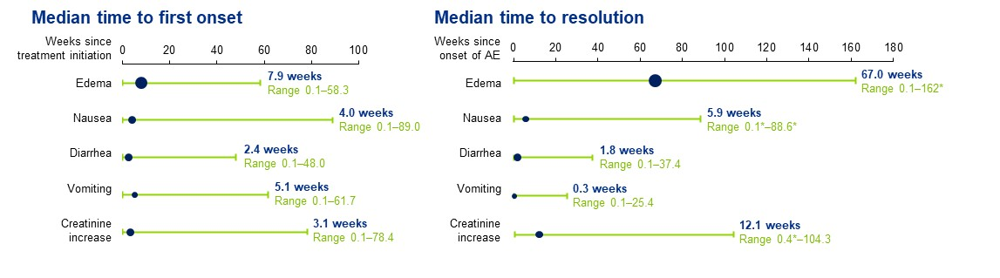 Median time to first onset
Weeks since
treatment initiation
0 20 40 60 80 100
Edema
7.9 weeks
Range 0.1–58.3
Nausea
4.0 weeks
Range 0.1–89.0
Diarrhea
2.4 weeks
Range 0.1–48.0
Vomiting
5.1 weeks
Range 0.1–61.7
Creatinine
increase
3.1 weeks
Range 0.1–78.4
Median time to resolution
Weeks since
onset of AE
0 20 40 60 80 100 120 140 160 180
Edema
67.0 weeks
Range 0.1–162*
Nausea
5.9 weeks
Range 0.1*–88.6*
Diarrhea
1.8 weeks
Range 0.1–37.4
Vomiting
0.3 weeks
Range 0.1–25.4
Creatinine
increase
12.1 weeks
Range 0.4*–104.3